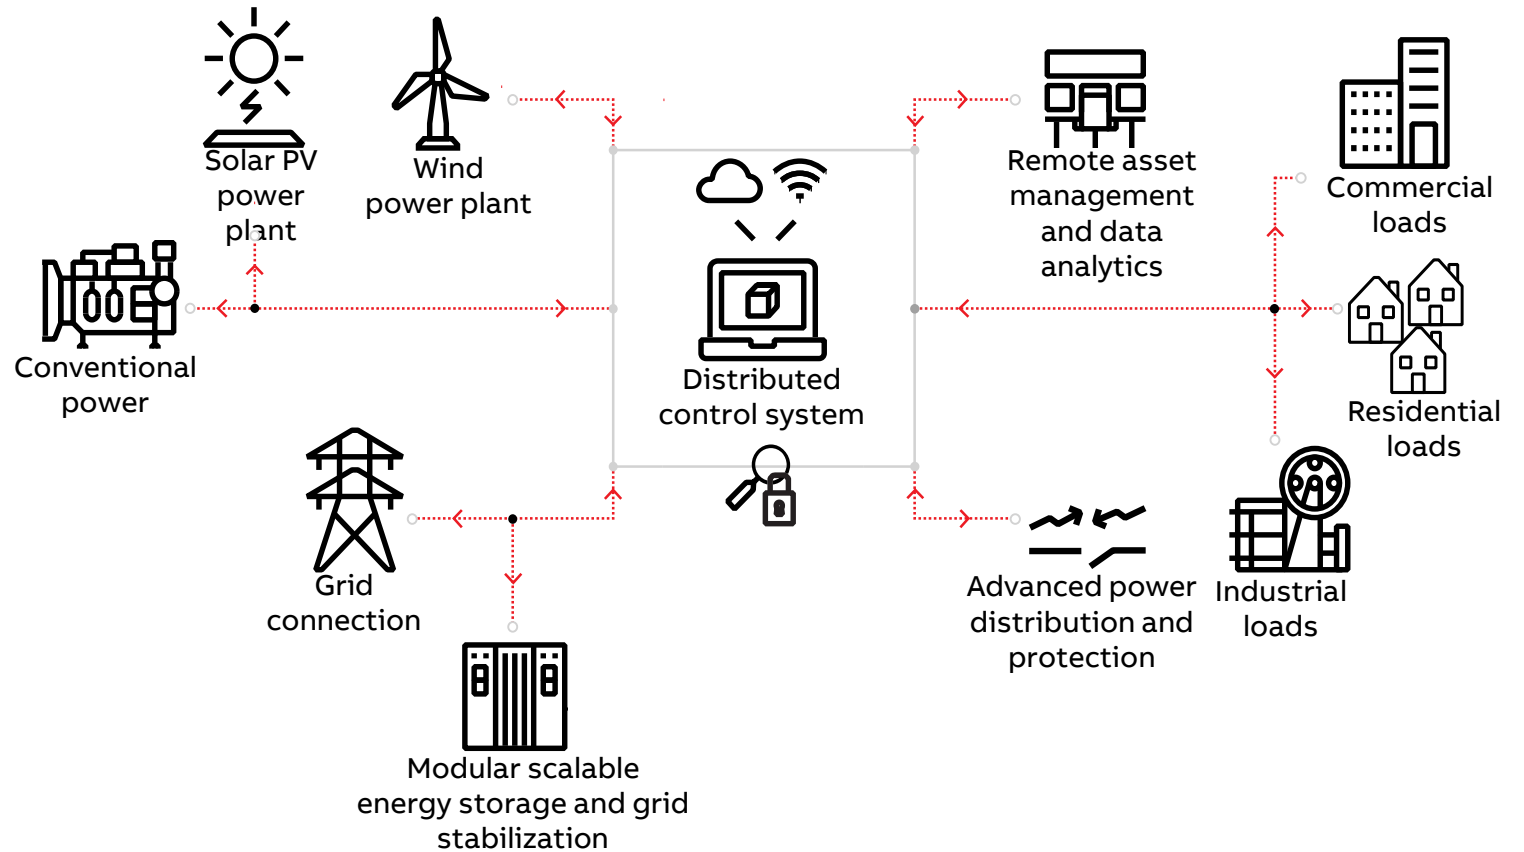 Solar PV
power
plant
Wind
power plant
Remote asset
management
and data
analytics
Commercial
loads
Conventional
power
Distributed
control system
Residential
loads
Grid
connection
Advanced power
distribution and
protection
Industrial
loads
Modular scalable
energy storage and grid
stabilization